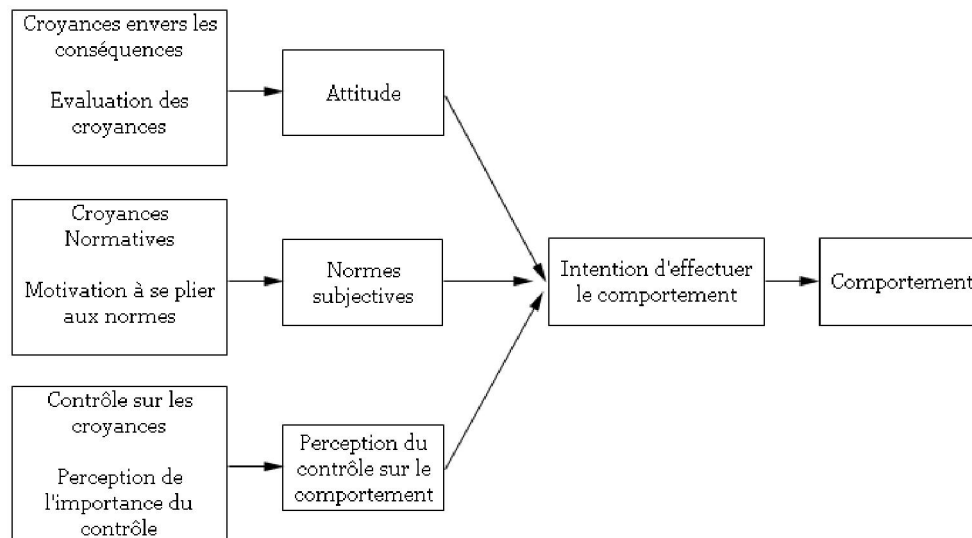 Croyances envers les
conséquences
Evaluation des
croyances
Attitude
Croyances
Normatives
Motivation à se plier
aux normes
Normes
subjectives
Intention d'effectuer
le comportement
Comportement
Contrôle sur les
croyances
Perception de
l'importance du
contrôle
Perception du
contrôle sur le
comportement